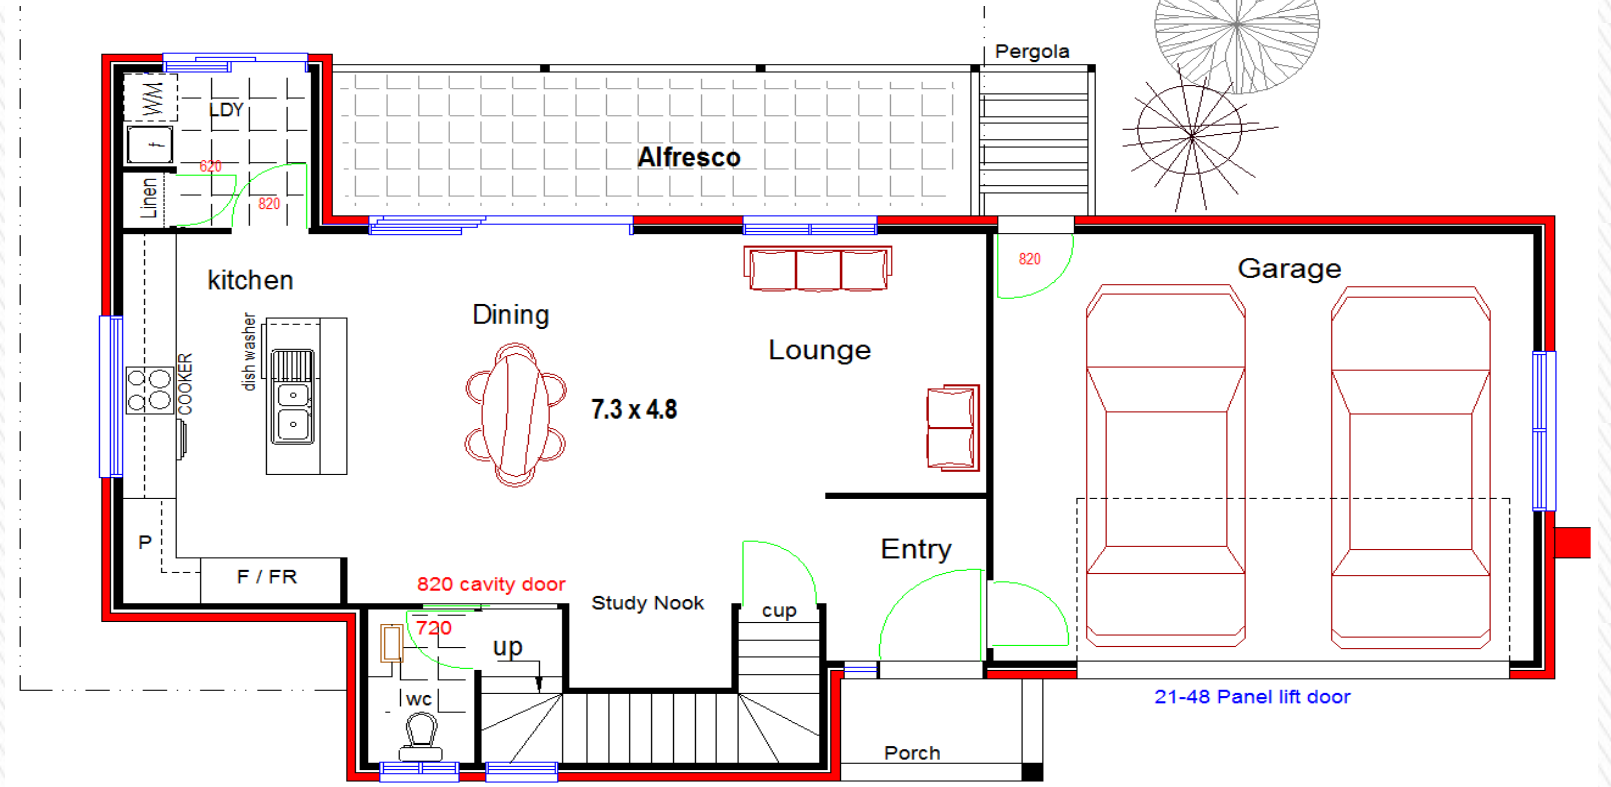 Pergola
WM
LDY
f
Alfresco
620
Linen
820
kitchen
820
Garage
Dining
dish washer
Lounge
COOKER
7.3 x 4.8
P
Entry
F / FR
820 cavity door
Study Nook
cup
720
up
wc
21-48 Panel lift door
Porch